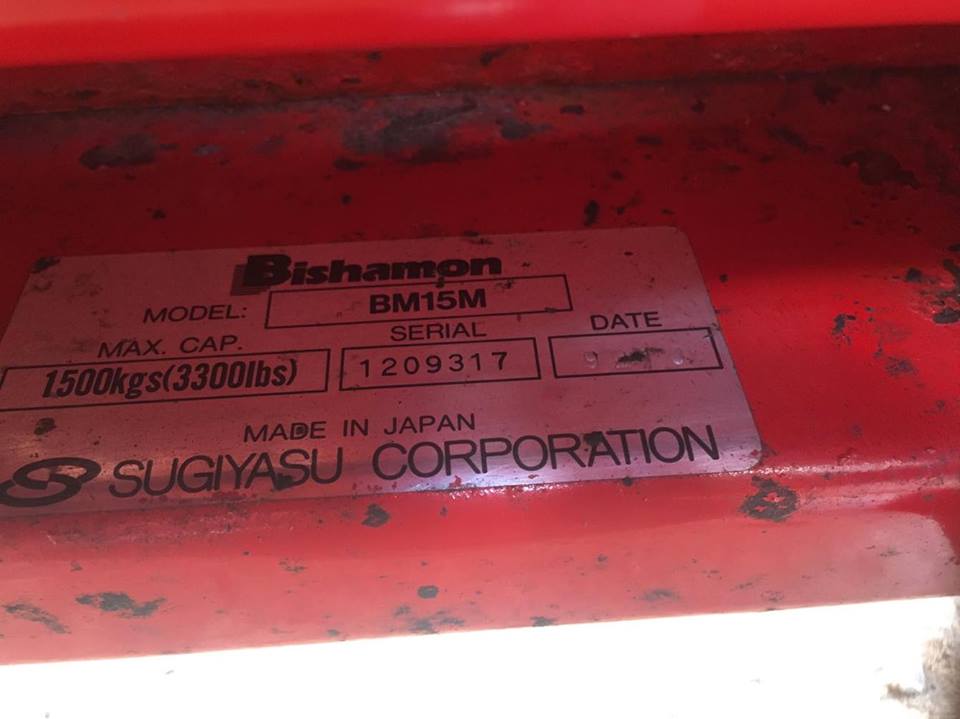 Bishamon
MODEL: BM15M
MAX. CAP. SERIAL DATE
1500kgs(3300lbs) 1209317
MADE IN JAPAN
SUGIYASU CORPORATION